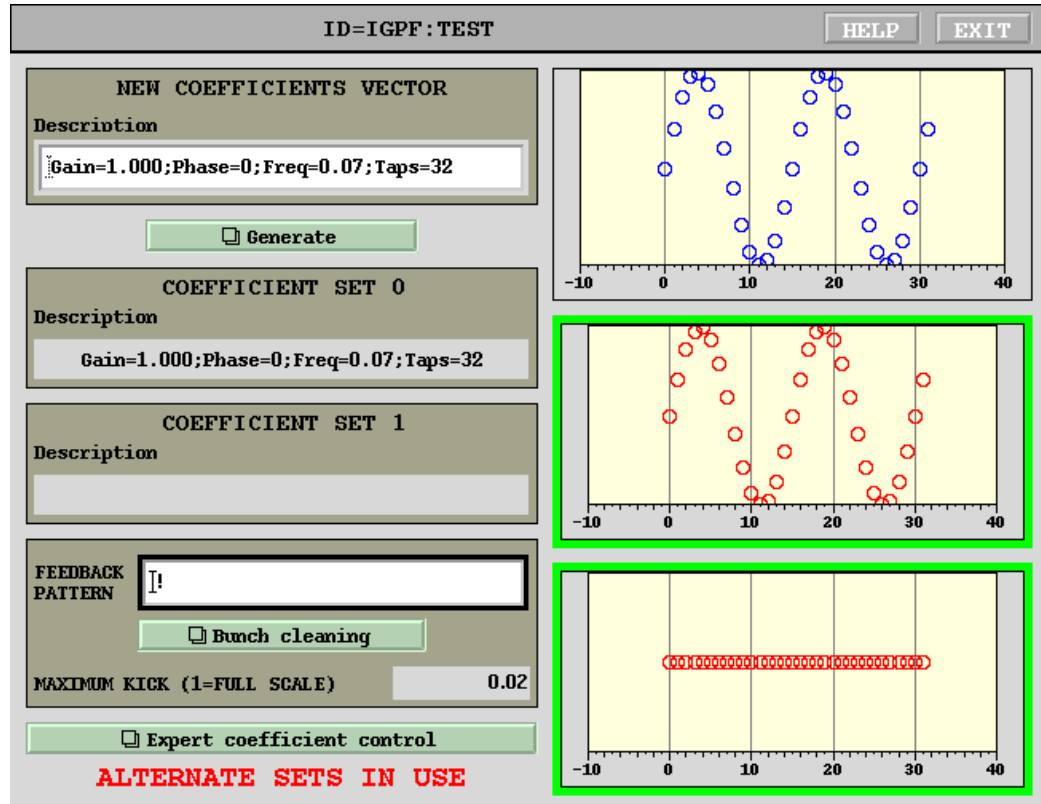 ID=IGPF:TEST
HELP
EXIT
NEW COEFFICIENTS VECTOR
Description
Gain=1.000;Phase=0;Freq=0.07;Taps=32
Generate
COEFFICIENT SET 0
Description
Gain=1.000;Phase=0;Freq=0.07;Taps=32
COEFFICIENT SET 1
Description
FEEDBACK
PATTERN
!
Bunch cleaning
MAXIMUM KICK (1=FULL SCALE)
0.02
Expert coefficient control
ALTERNATE SETS IN USE
-10 0 10 20 30 40
-10 0 10 20 30 40
-10 0 10 20 30 40